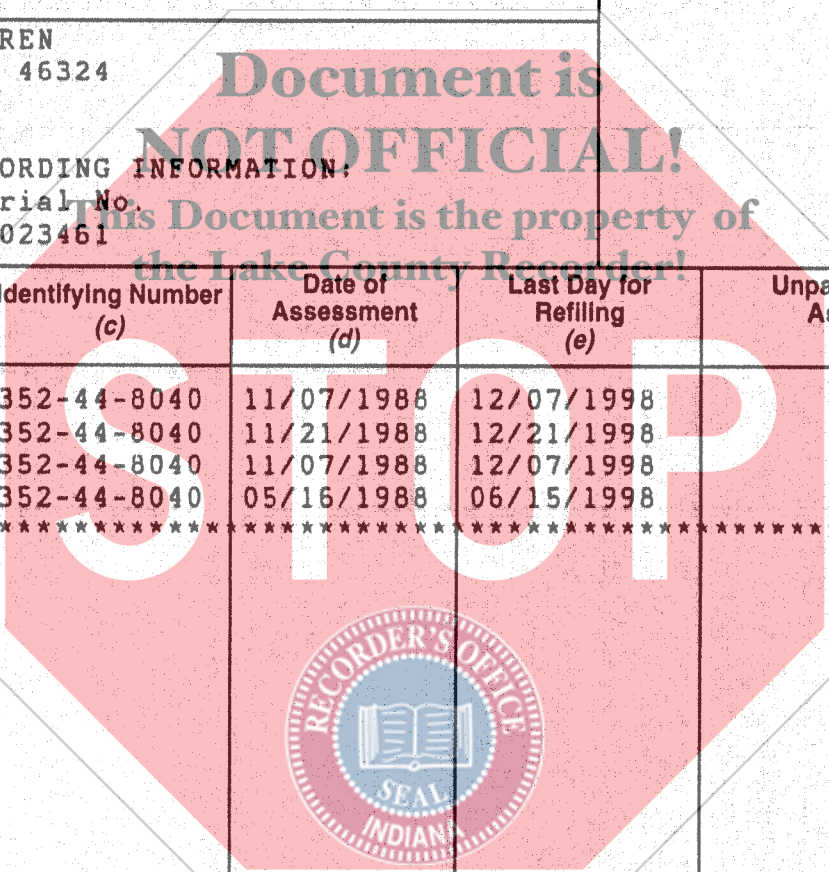 REN
46324
Document is
NOT OFFICIAL!
ORDING INFORMATION:
rial No.
This Document is the property of
023461
the Lake County Recorder!
Identifying Number (c)
Date of Assessment (d)
Last Day for Refiling (e)
Unpa
As
352-44-8040 11/07/1988 12/07/1998
352-44-8040 11/21/1988 12/21/1998
352-44-8040 11/07/1988 12/07/1998
352-44-8040 05/16/1988 06/15/1998
STOP
RECORDER'S OFFICE
SEAL
INDIANA